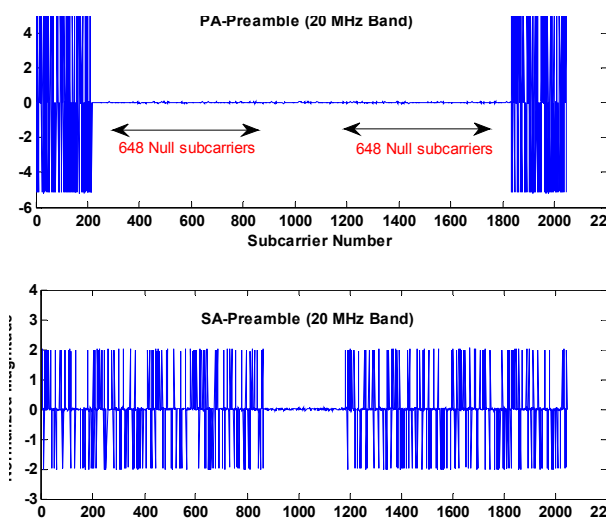 PA-Preamble (20 MHz Band)
4
2
0
-2
-4
-6
648 Null subcarriers
648 Null subcarriers
0 200 400 600 800 1000 1200 1400 1600 1800 2000
Subcarrier Number
4
3
2
1
0
-1
-2
-3
SA-Preamble (20 MHz Band)
Magnitude
0 200 400 600 800 1000 1200 1400 1600 1800 2000